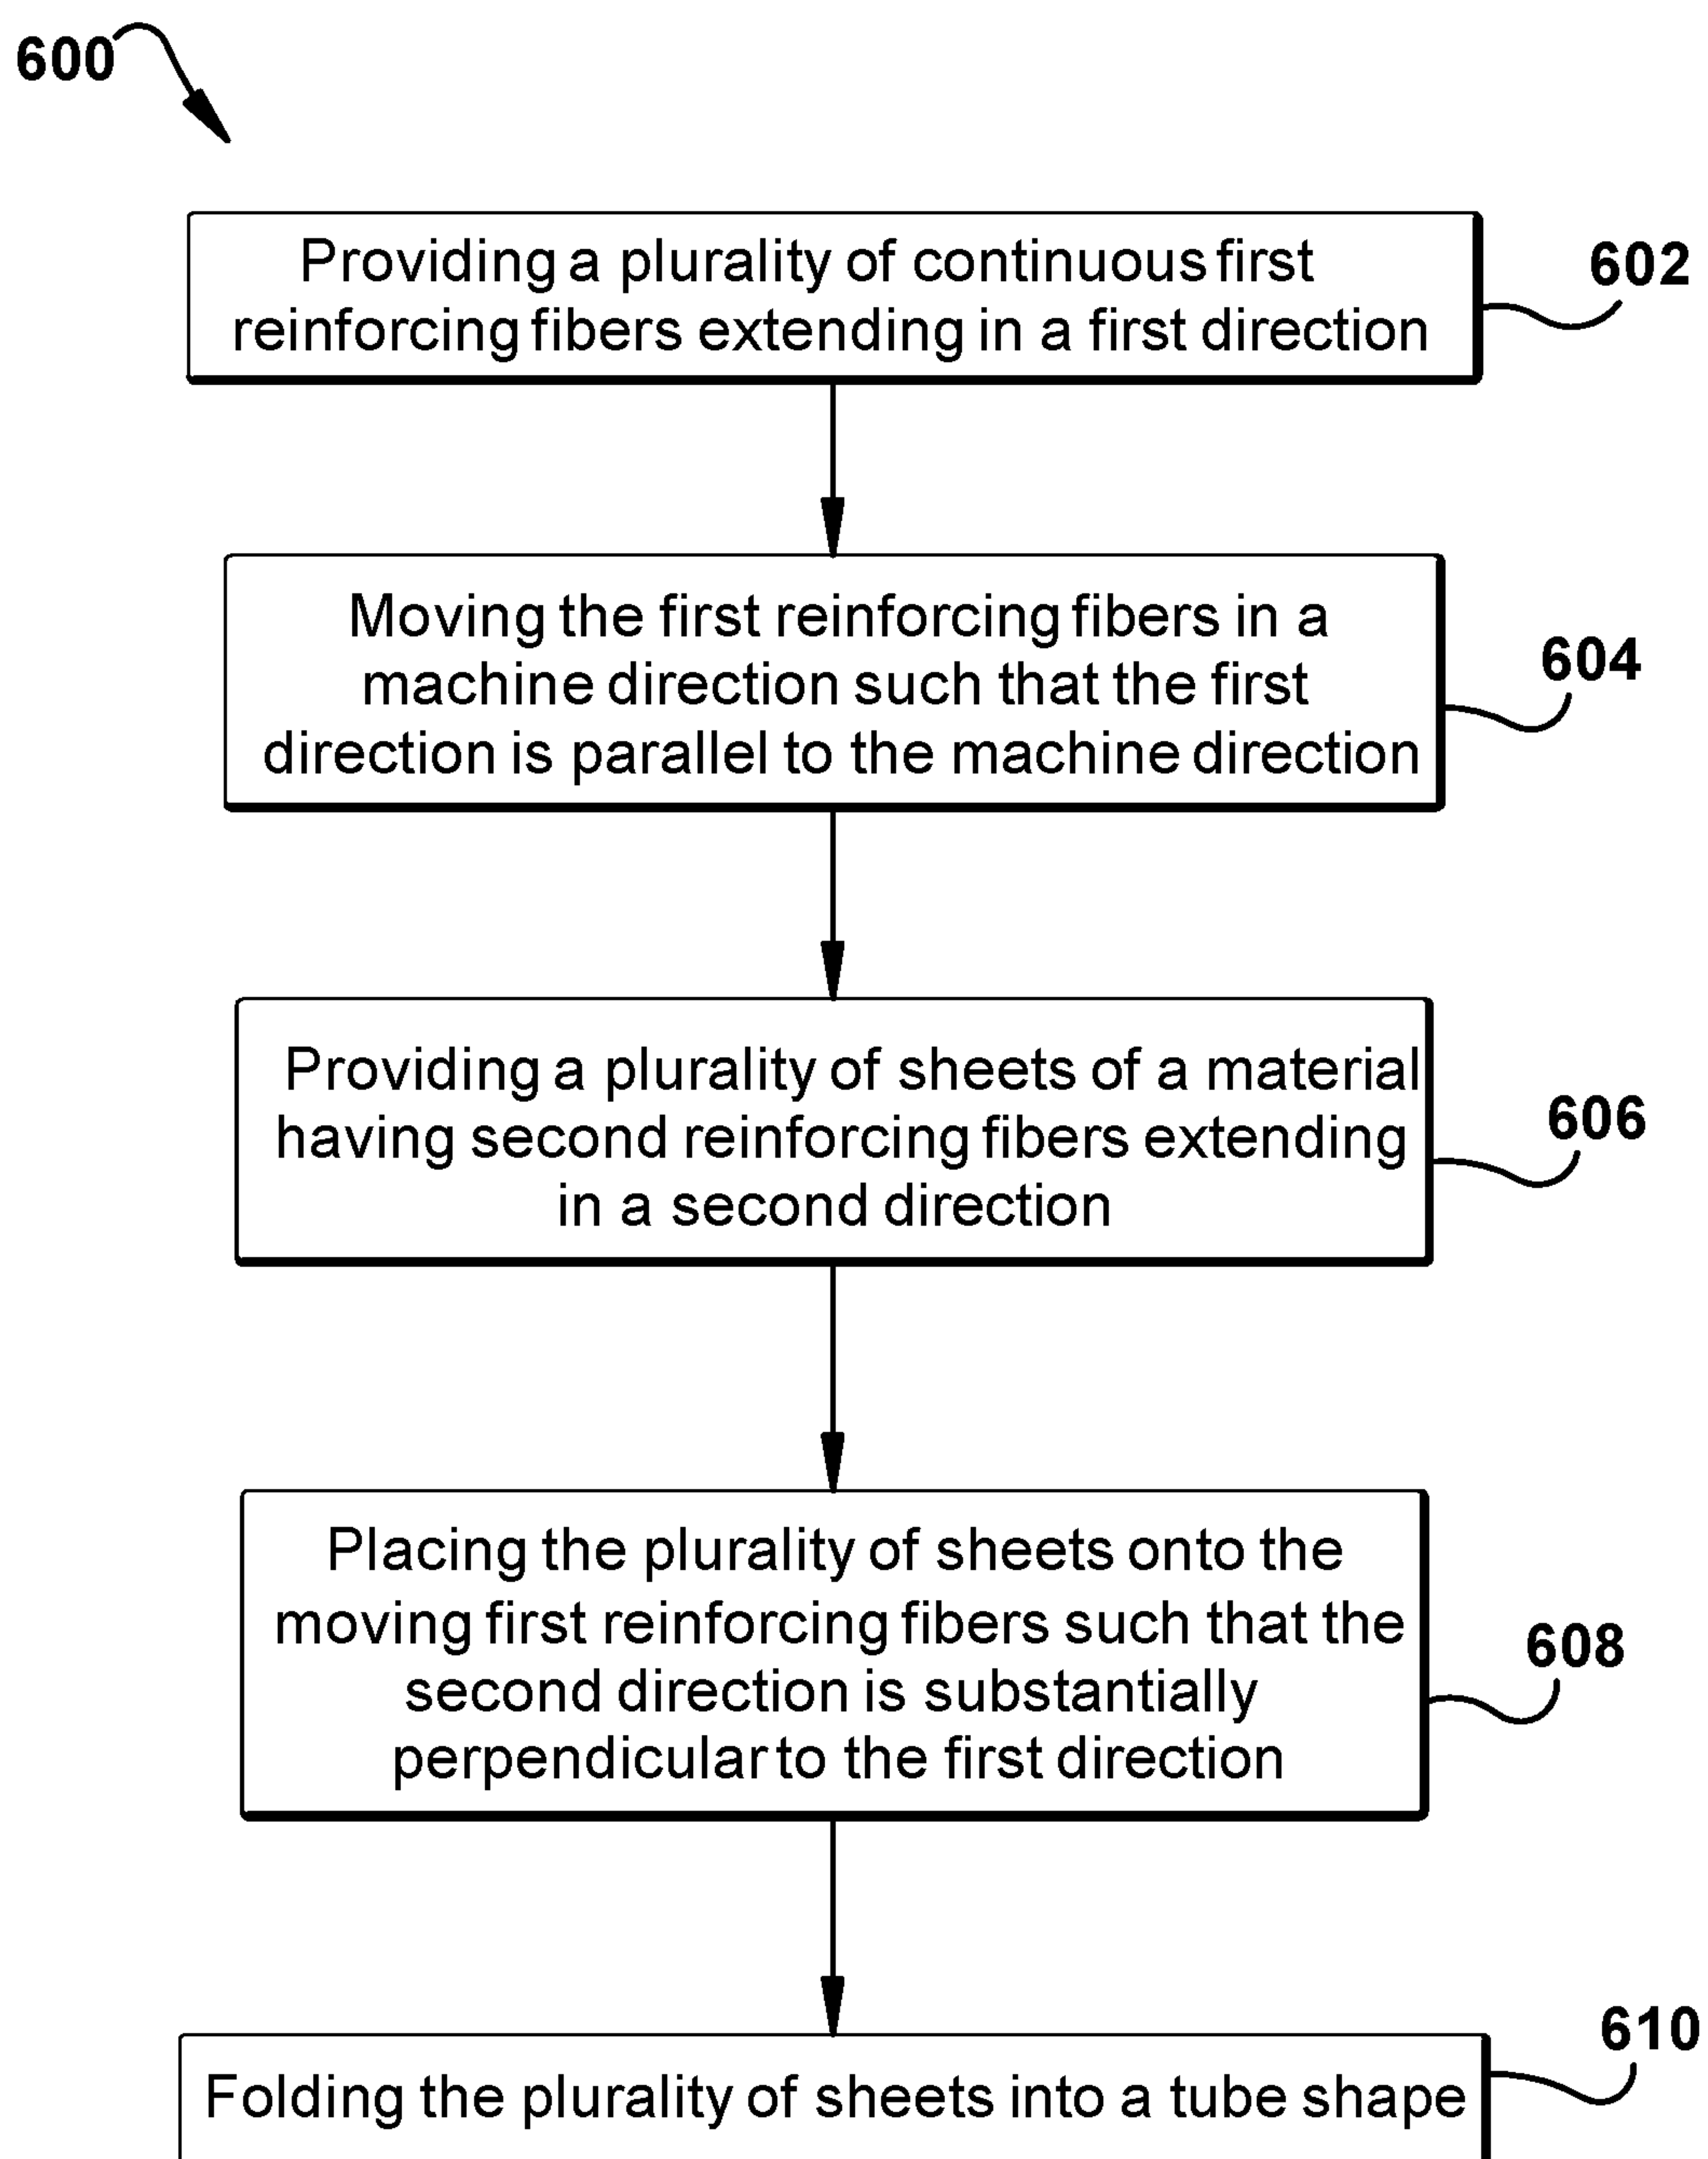 600
Providing a plurality of continuous first
reinforcing fibers extending in a first direction
602
Moving the first reinforcing fibers in a
machine direction such that the first
direction is parallel to the machine direction
604
Providing a plurality of sheets of a material
having second reinforcing fibers extending
in a second direction
606
Placing the plurality of sheets onto the
moving first reinforcing fibers such that the
second direction is substantially
perpendicular to the first direction
608
Folding the plurality of sheets into a tube shape
610